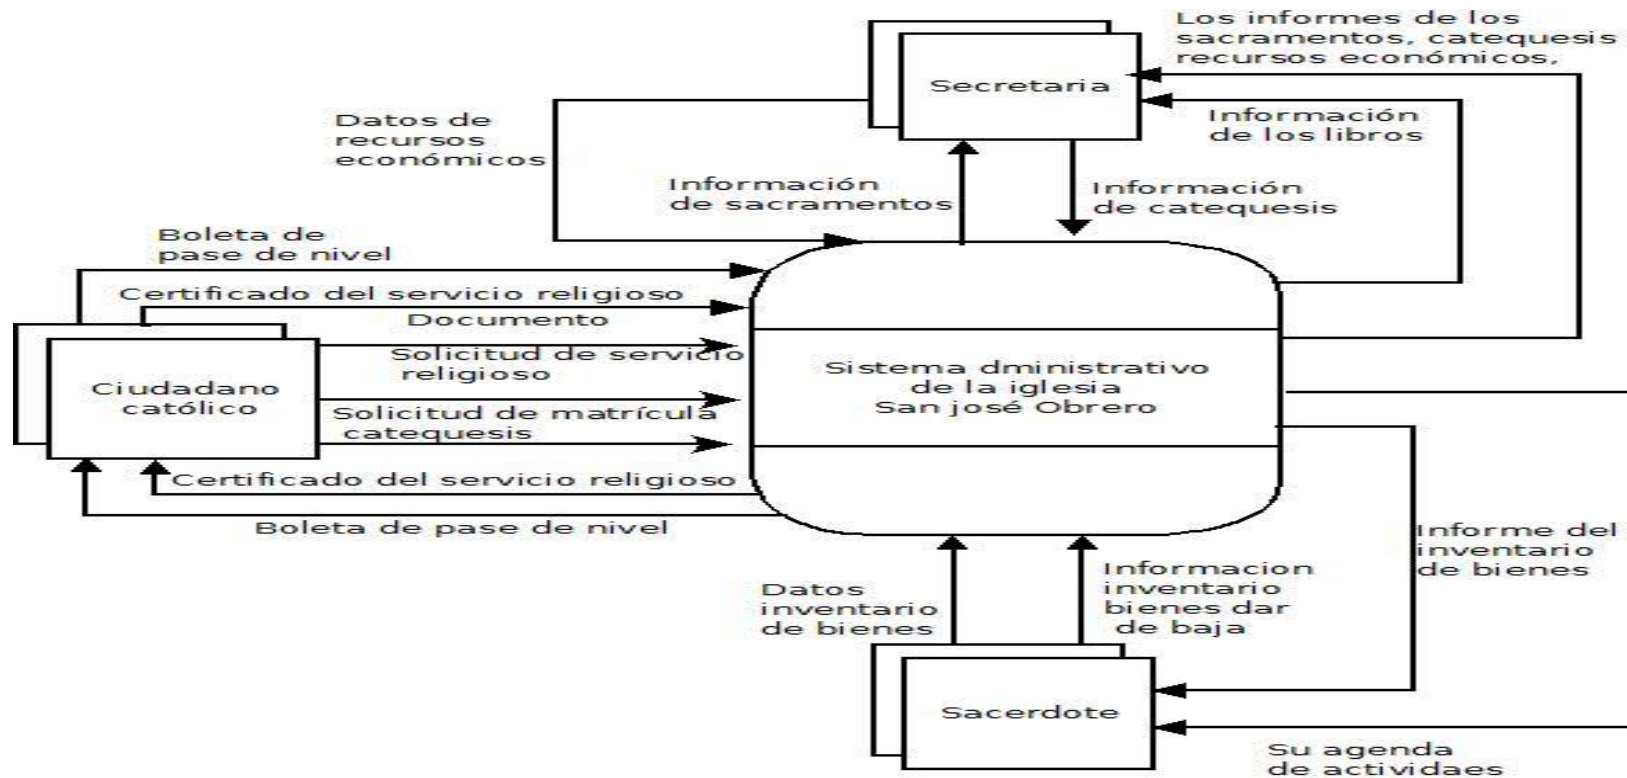 Los informes de los
sacramentos, catequesis
recursos económicos,
Secretaria
Información
de los libros
Datos de
recursos
económicos
Información
de sacramentos
Información
de catequesis
Boleta de
pase de nivel
Certificado del servicio religioso
Documento
Solicitud de servicio
religioso
Ciudadano
católico
Solicitud de matrícula
catequesis
Certificado del servicio religioso
Boleta de pase de nivel
Sistema dministrativo
de la iglesia
San josé Obrero
Informe del
inventario
de bienes
Datos
inventario
de bienes
Informacion
inventario
bienes dar
de baja
Sacerdote
Su agenda
de actividaes